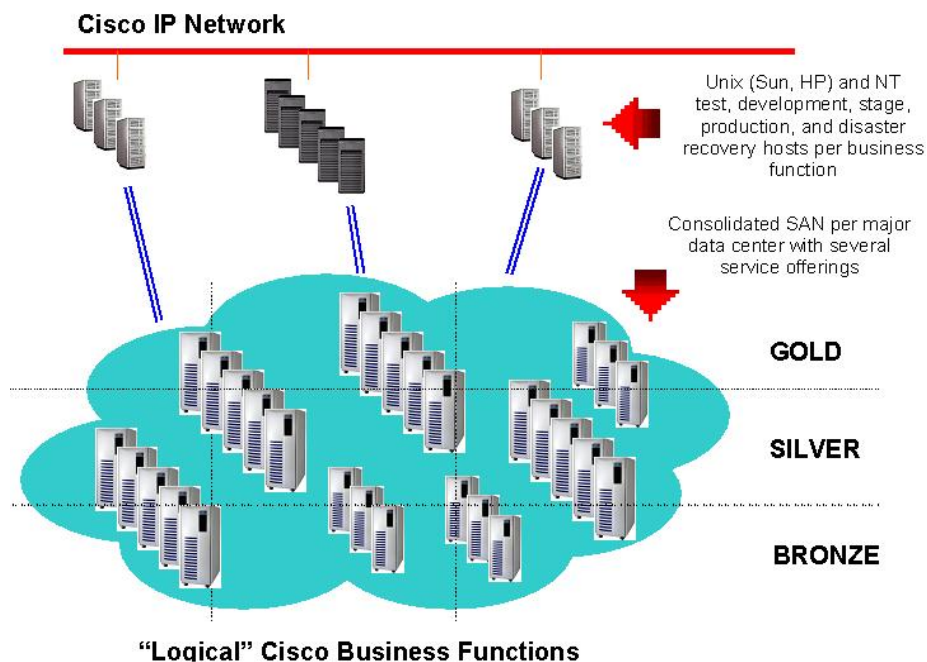 Cisco IP Network
Unix (Sun, HP) and NT
test, development, stage,
production, and disaster
recovery hosts per business
function
Consolidated SAN per major
data center with several
service offerings
GOLD
SILVER
BRONZE
“Logical” Cisco Business Functions